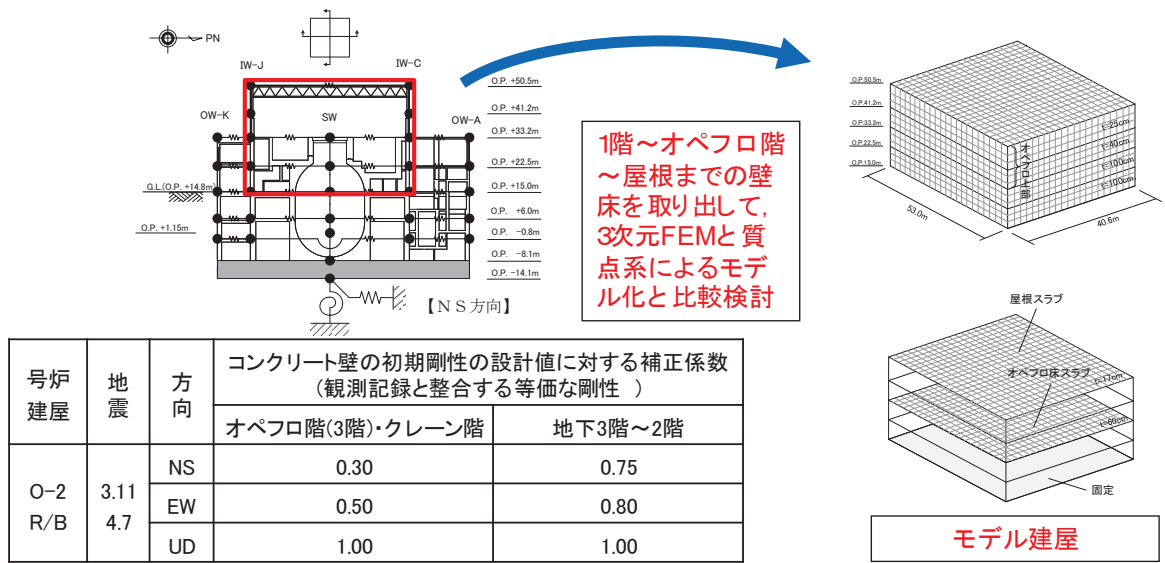 PN
IW-J
IW-C
OW-K
SW
OW-A
O.P. +50.5m
O.P. +41.2m
O.P. +33.2m
O.P. +22.5m
O.P. +15.0m
O.P. +6.0m
O.P. -0.8m
O.P. -8.1m
O.P. -14.1m
G.L.(O.P. +14.8m)
O.P. +1.15m
【NS方向】
1階～オペフロ階
～屋根までの壁
床を取り出して,
3次元FEMと質
点系によるモデ
ル化と比較検討
O.P.50.5m
O.P.41.2m
O.P.33.2m
O.P.22.5m
O.P.15.0m
オペフロ上部
t=25cm
t=40cm
t=100cm
t=100cm
53.0m
40.6m
屋根スラブ
オペフロ床スラブ
t=17cm
t=60cm
固定
モデル建屋
号炉
建屋
地
震
方
向
コンクリート壁の初期剛性の設計値に対する補正係数
(観測記録と整合する等価な剛性 )
オペフロ階(3階)・クレーン階
地下3階～2階
O-2
R/B
3.11
4.7
NS 0.30 0.75
EW 0.50 0.80
UD 1.00 1.00